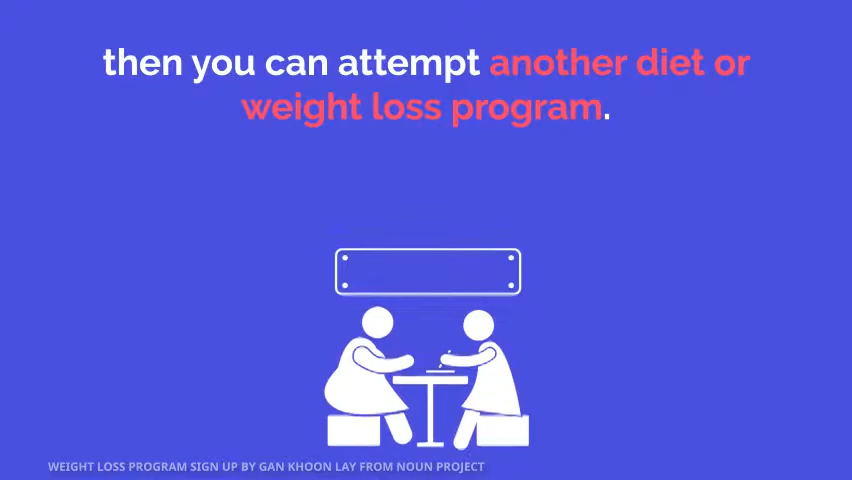 then you can attempt another diet or
weight loss program.
WEIGHT LOSS PROGRAM SIGN UP BY GAN KHOON LAY FROM NOUN PROJECT